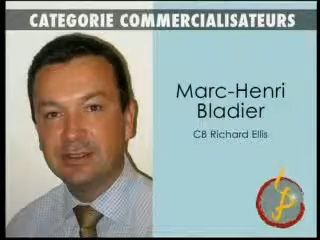 CATEGORIE COMMERCIALISATEURS
Marc-Henri
Bladier
CB Richard Ellis